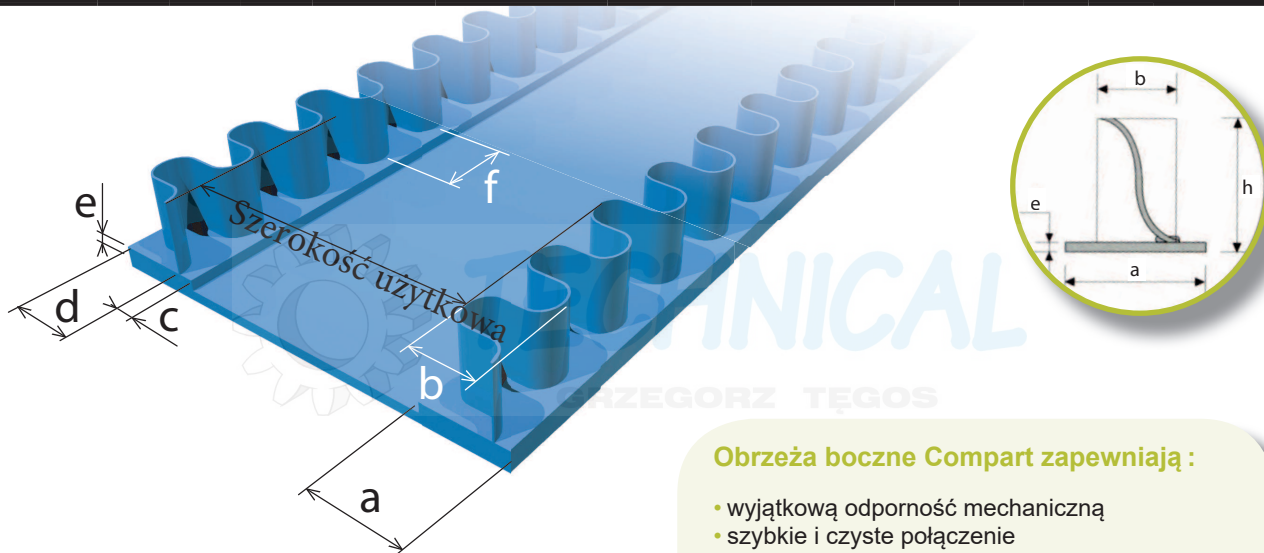 e
d
c
Szerokość użytkowa
f
b
a
b
h
e
a
TECHNICAL
GRZEGORZ TĘGOS
Obrzeża boczne Compart zapewniają :
• wyjątkową odporność mechaniczną
• szybkie i czyste połączenie